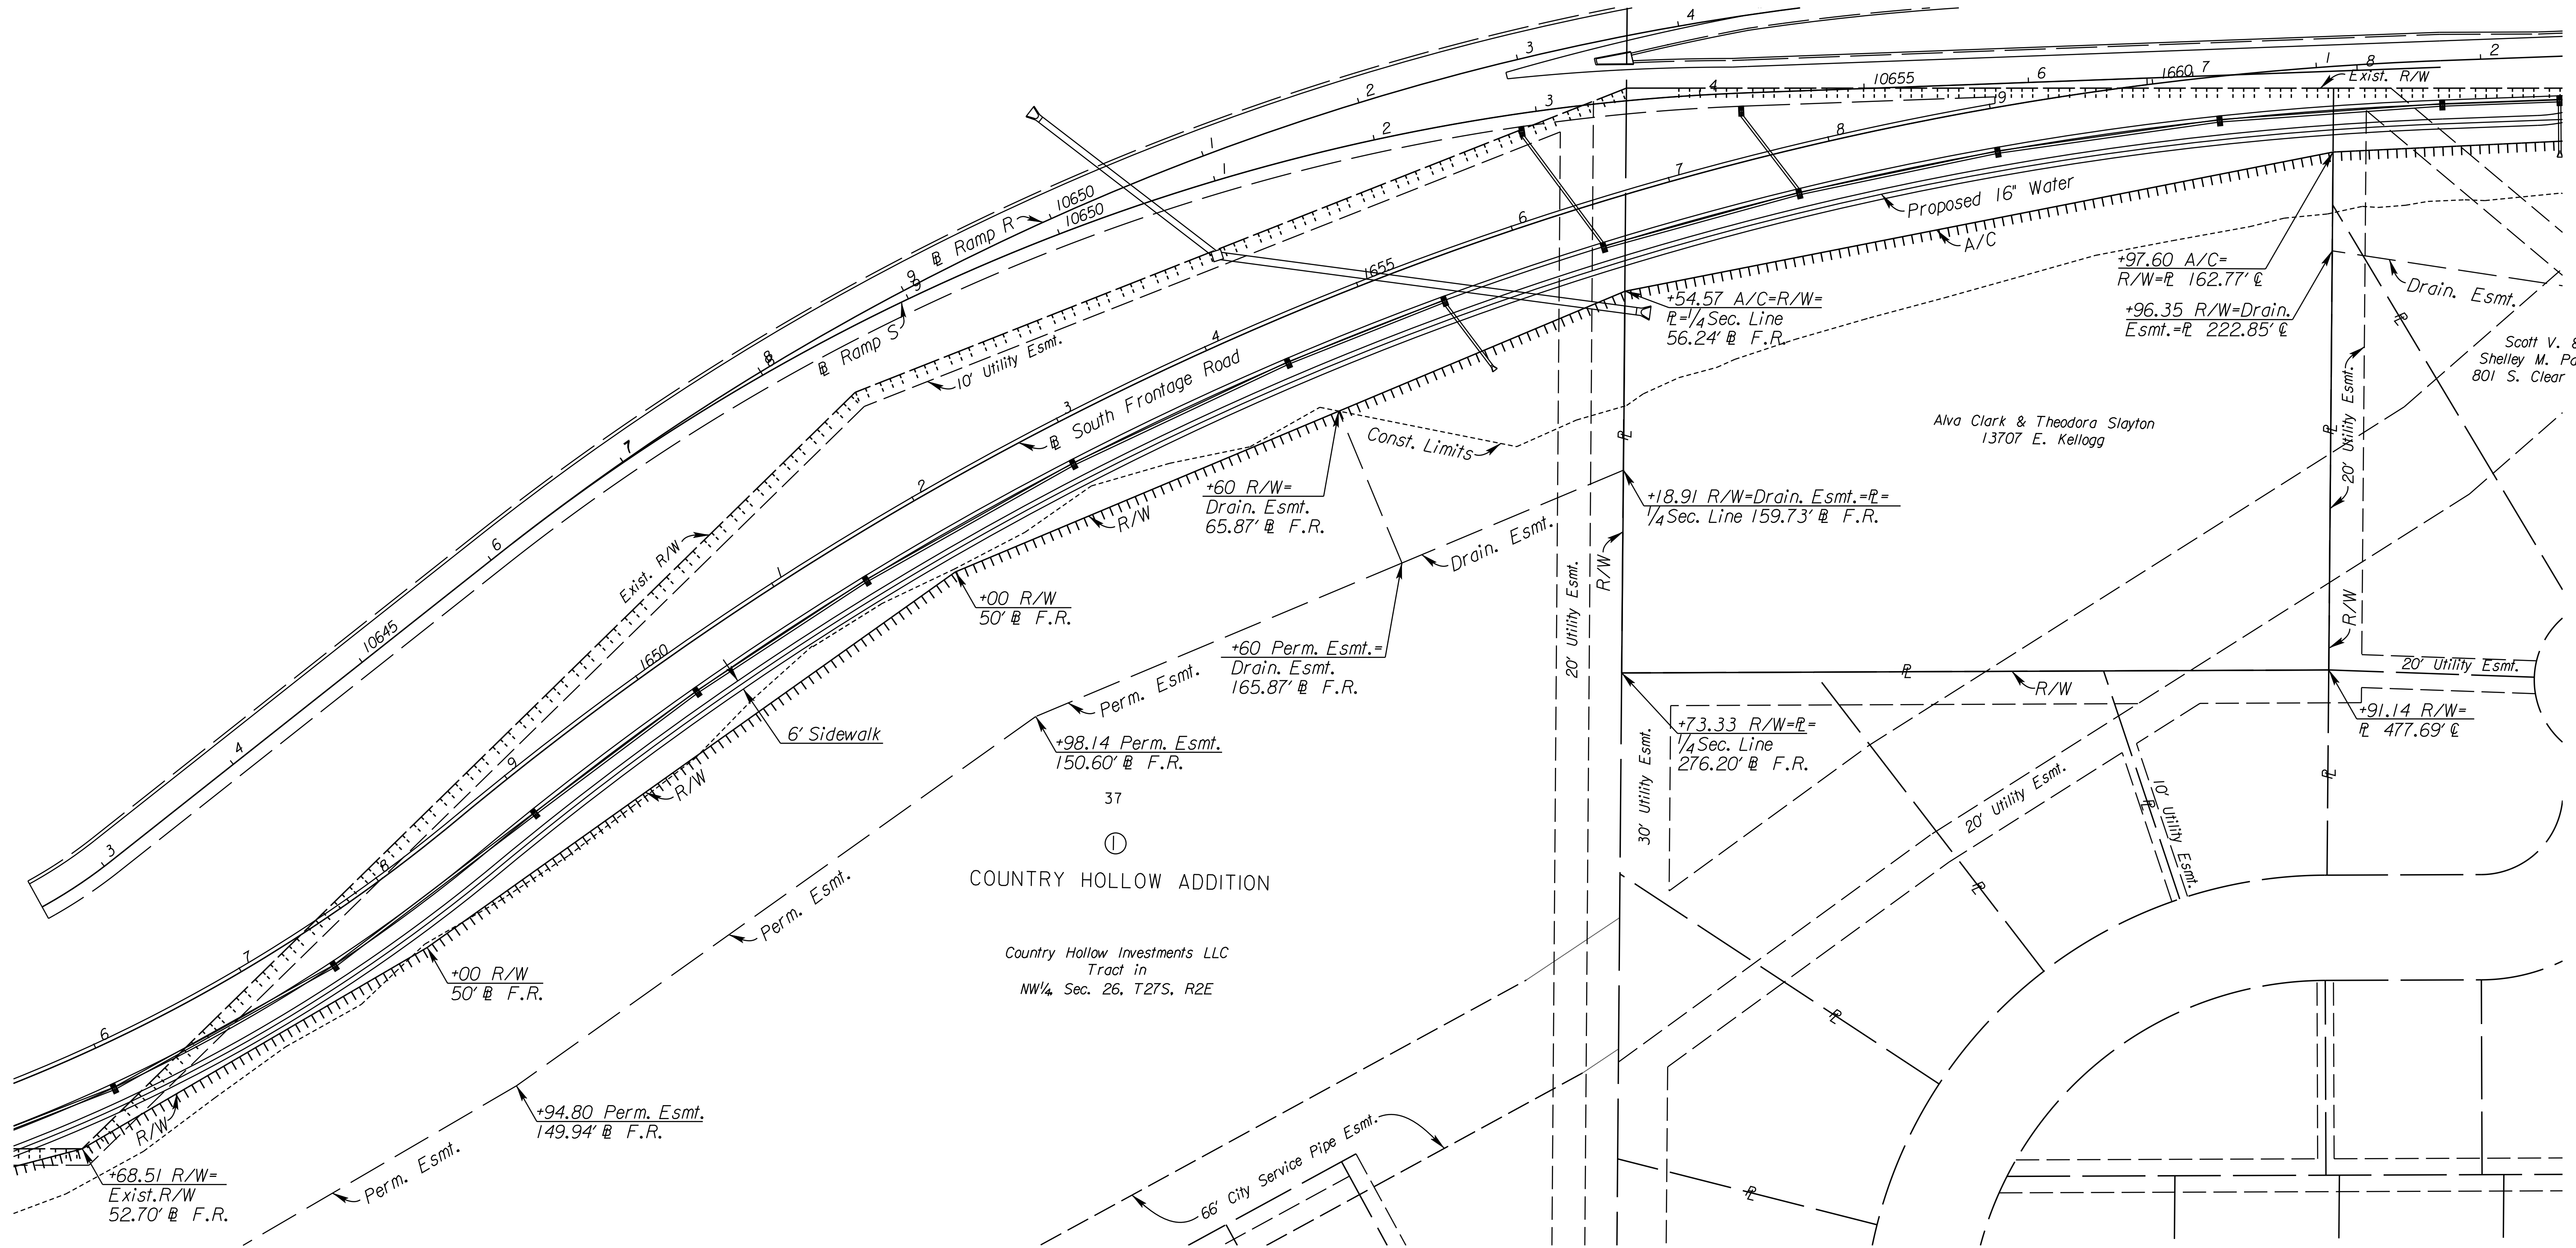 4
3
2
1
10650
℄ Ramp R
9
8
7
6
10645
4
3
1
8
2
1660
7
Exist. R/W
10655
6
4
3
2
1
10650
9
℄ Ramp S
8
7
10' Utility Esmt.
Exist. R/W
9
8
7
6
1655
4
3
2
1
1650
9
8
7
6
℄ South Frontage Road
Proposed 16" Water
A/C
+97.60 A/C=
R/W=℄ 162.77' ℄
+96.35 R/W=Drain.
Esmt.=℄ 222.85' ℄
Drain. Esmt.
Scott V. &
Shelley M. Pa
801 S. Clear
+54.57 A/C=R/W=
℄=1/4 Sec. Line
56.24' ℄ F.R.
Alva Clark & Theodora Slayton
13707 E. Kellogg
20' Utility Esmt.
Const. Limits
+60 R/W=
Drain. Esmt.
65.87' ℄ F.R.
R/W
+18.91 R/W=Drain. Esmt.=℄=
1/4 Sec. Line 159.73' ℄ F.R.
Drain. Esmt.
R/W
20' Utility Esmt.
+00 R/W
50' ℄ F.R.
R/W
+60 Perm. Esmt.=
Drain. Esmt.
165.87' ℄ F.R.
Perm. Esmt.
20' Utility Esmt.
R/W
+91.14 R/W=
℄ 477.69' ℄
+73.33 R/W=℄=
1/4 Sec. Line
276.20' ℄ F.R.
30' Utility Esmt.
20' Utility Esmt.
10' Utility Esmt.
6' Sidewalk
R/W
+98.14 Perm. Esmt.
150.60' ℄ F.R.
37
1
COUNTRY HOLLOW ADDITION
Perm. Esmt.
Country Hollow Investments LLC
Tract in
NW1/4, Sec. 26, T27S, R2E
+00 R/W
50' ℄ F.R.
+94.80 Perm. Esmt.
149.94' ℄ F.R.
R/W
Perm. Esmt.
66' City Service Pipe Esmt.
+68.51 R/W=
Exist.R/W
52.70' ℄ F.R.